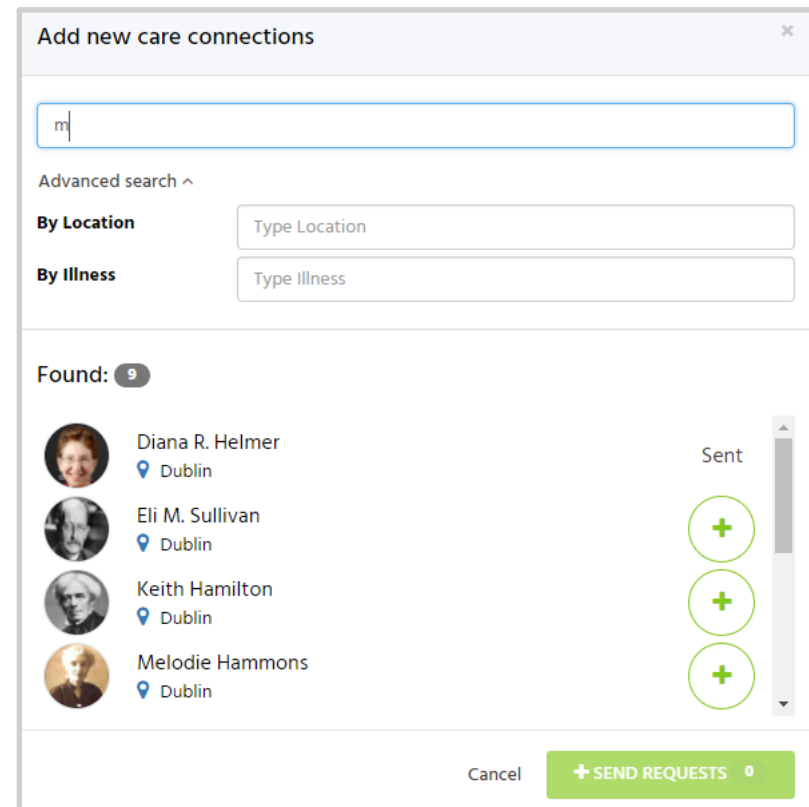 Add new care connections ×
m
Advanced search ^
By Location Type Location
By Illness Type Illness
Found: 9
Diana R. Helmer
Dublin
Sent
Eli M. Sullivan
Dublin
Keith Hamilton
Dublin
Melodie Hammons
Dublin
Cancel + SEND REQUESTS 0